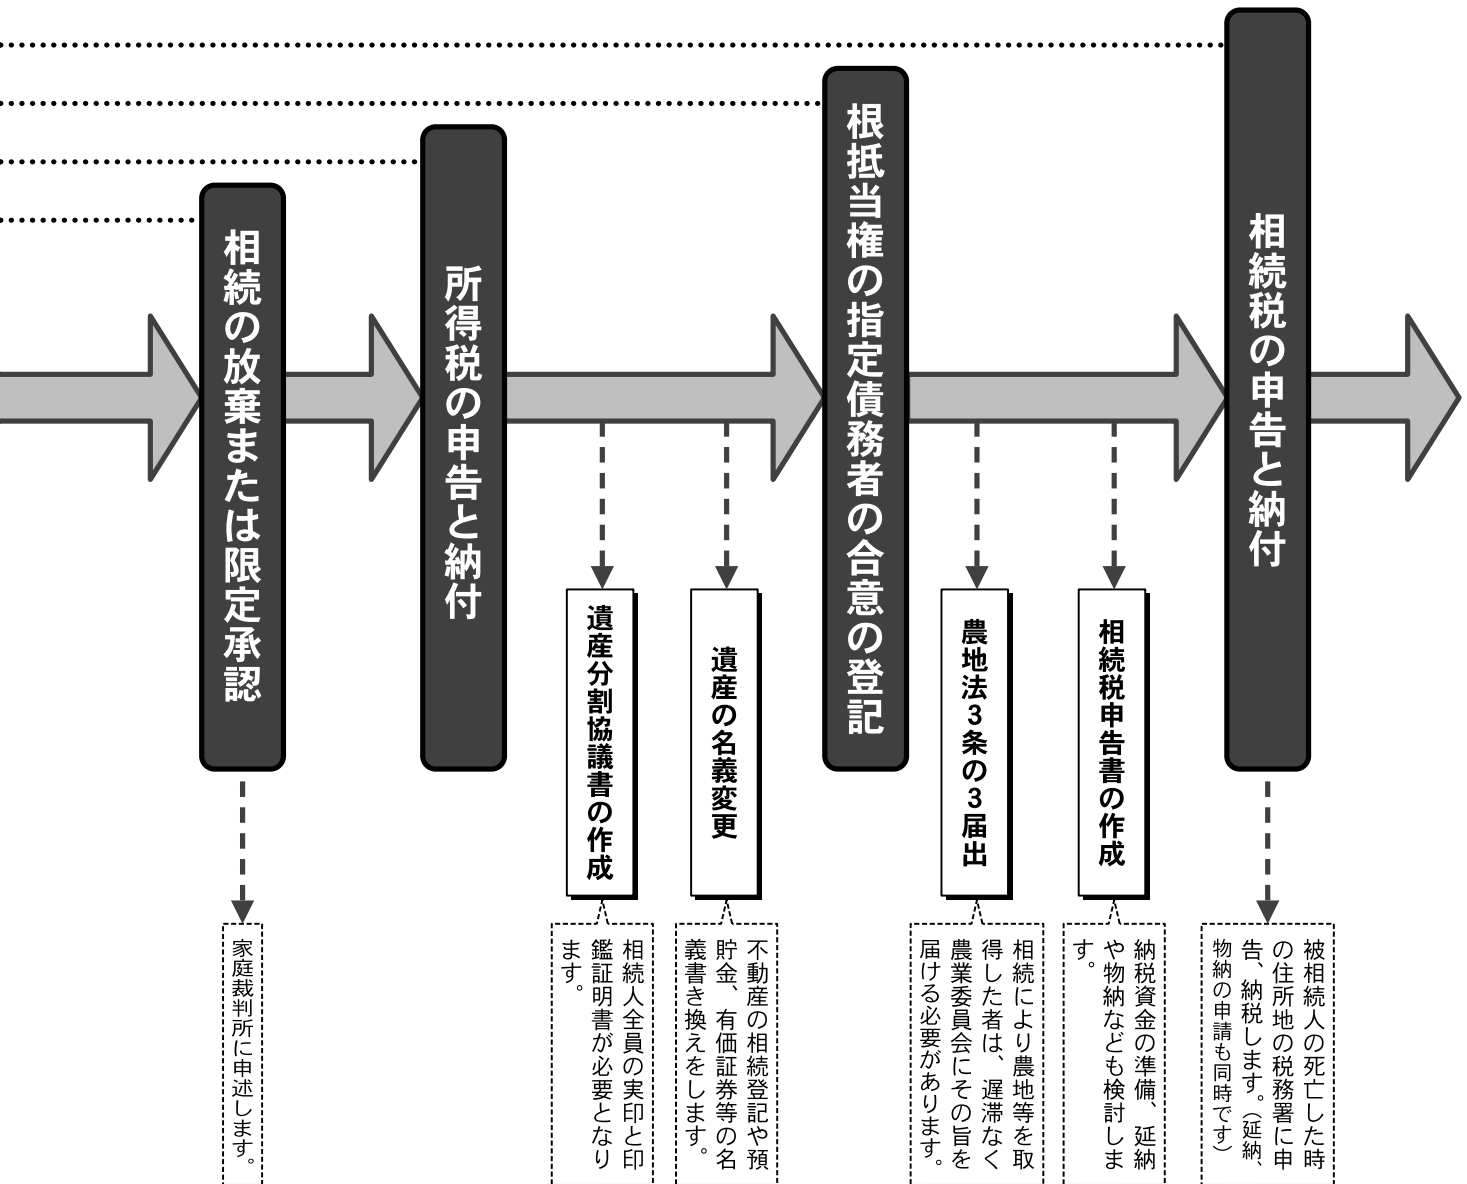 相続の放棄または限定承認
所得税の申告と納付
根抵当権の指定債務者の合意の登記
相続税の申告と納付
遺産分割協議書の作成
遺産の名義変更
農地法3条の3届出
相続税申告書の作成
家庭裁判所に申述します。
相続人全員の実印と印
鑑証明書が必要となり
ます。
不動産の相続登記や預
貯金、有価証券等の名
義書き換えをします。
相続により農地等を取
得した者は、遅滞なく
農業委員会にその旨を
届ける必要があります。
納税資金の準備、延納
や物納なども検討しま
す。
被相続人の死亡した時
の住所地の税務署に申
告、納税します。（延納、
物納の申請も同時です）